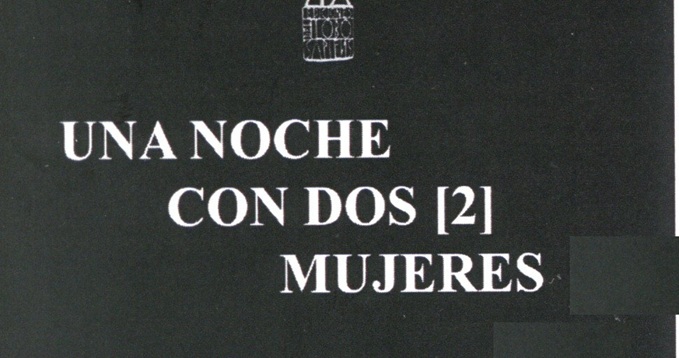 UNA NOCHE
CON DOS [2]
MUJERES